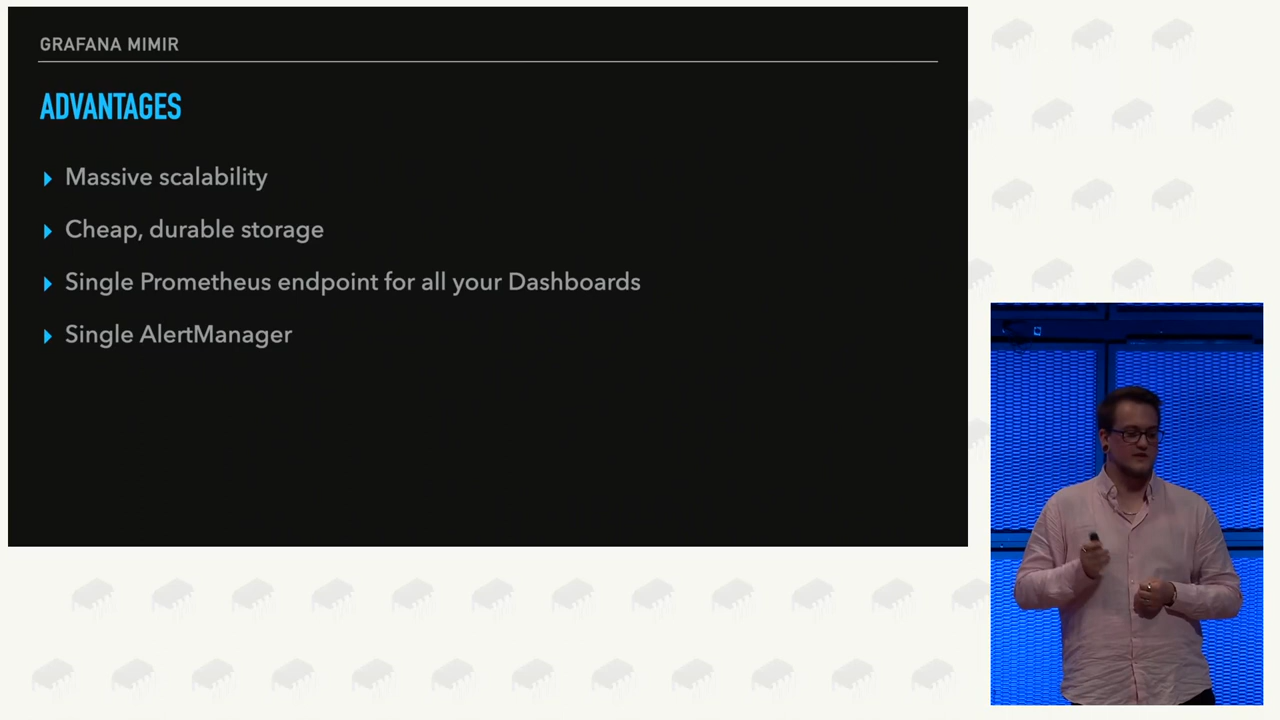 GRAFANA MIMIR
ADVANTAGES
Massive scalability
Cheap, durable storage
Single Prometheus endpoint for all your Dashboards
Single AlertManager